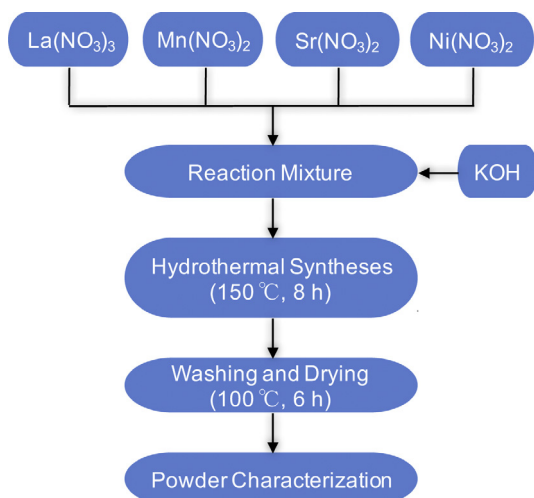 La(NO3)3
Mn(NO3)2
Sr(NO3)2
Ni(NO3)2
Reaction Mixture
KOH
Hydrothermal Syntheses
(150 ℃, 8 h)
Washing and Drying
(100 ℃, 6 h)
Powder Characterization